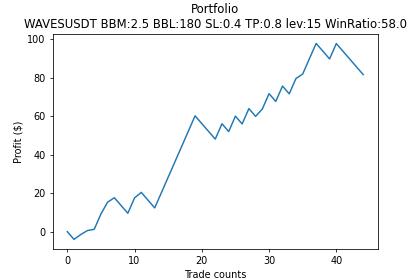 Portfolio
WAVESUSDT BBM:2.5 BBL:180 SL:0.4 TP:0.8 lev:15 WinRatio:58.0
100
80
60
40
20
0
Profit ($)
0 10 20 30 40
Trade counts